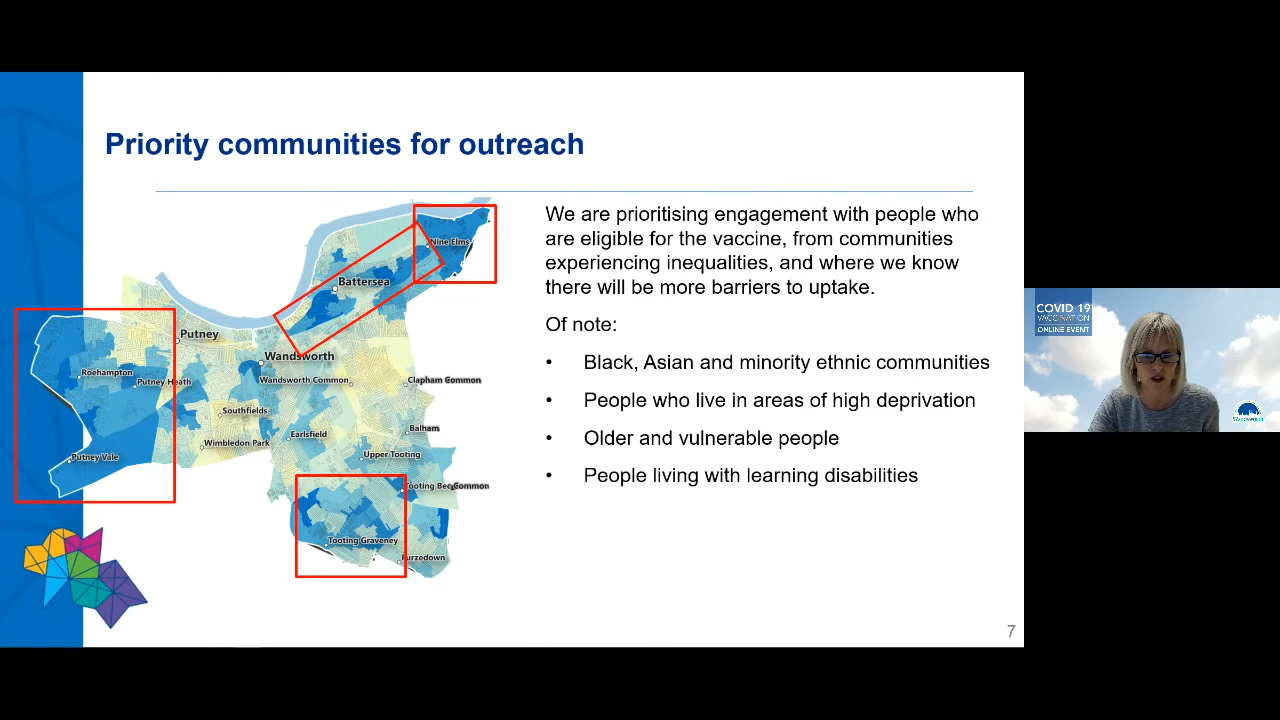 Priority communities for outreach
We are prioritising engagement with people who
are eligible for the vaccine, from communities
experiencing inequalities, and where we know
there will be more barriers to uptake.
Of note:
• Black, Asian and minority ethnic communities
• People who live in areas of high deprivation
• Older and vulnerable people
• People living with learning disabilities
Nine Elms
Battersea
Putney
Wandsworth
Roehampton
Putney Heath
Wandsworth Common
Clapham Common
Southfields
Balham
Earlsfield
Wimbledon Park
Upper Tooting
Putney Vale
Tooting Bec Common
Tooting Graveney
Furzedown
7
COVID 19
VACCINATION
ONLINE EVENT
Wandsworth